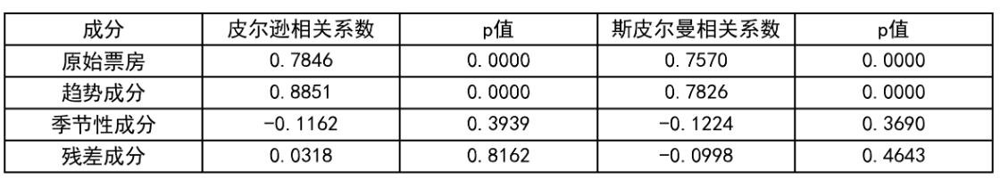 成分 皮尔逊相关系数 p值 斯皮尔曼相关系数 p值
原始票房 0.7846 0.0000 0.7570 0.0000
趋势成分 0.8851 0.0000 0.7826 0.0000
季节性成分 -0.1162 0.3939 -0.1224 0.3690
残差成分 0.0318 0.8162 -0.0998 0.4643